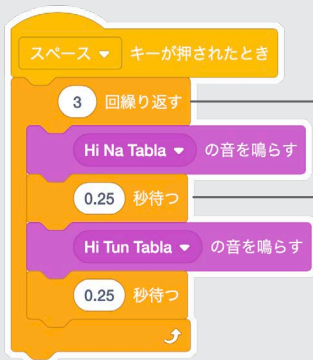 スペース キーが押されたとき
3 回繰り返す
Hi Na Tabla の音を鳴らす
0.25 秒待つ
Hi Tun Tabla の音を鳴らす
0.25 秒待つ